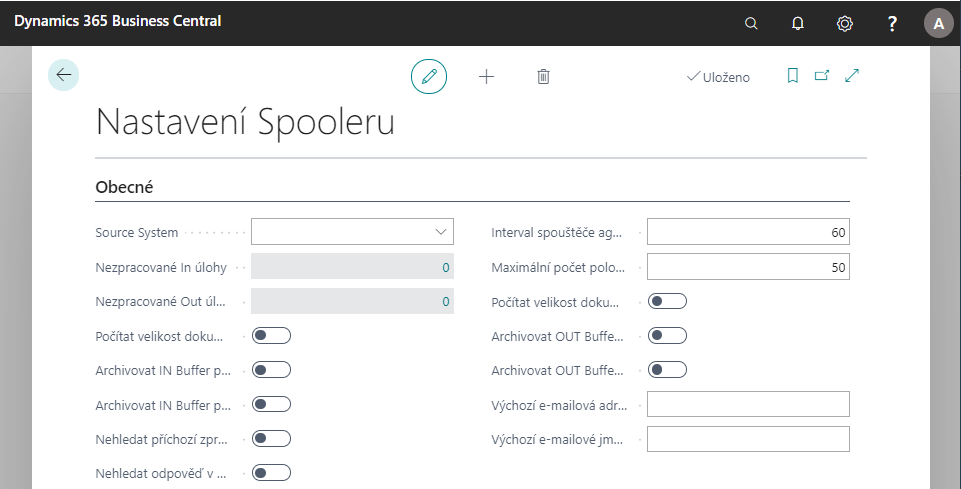 Dynamics 365 Business Central
? A
Uloženo
Nastavení Spooleru
Obecné
Source System
Nezpracované In úlohy 0
Nezpracované Out úl... 0
Počítat velikost doku...
Archivovat IN Buffer p...
Archivovat IN Buffer p...
Nehledat příchozí zpr...
Nehledat odpověď v ...
Interval spouštěče ag... 60
Maximální počet polo... 50
Počítat velikost doku...
Archivovat OUT Buffe...
Archivovat OUT Buffe...
Výchozí e-mailová adr...
Výchozí e-mailové jm...